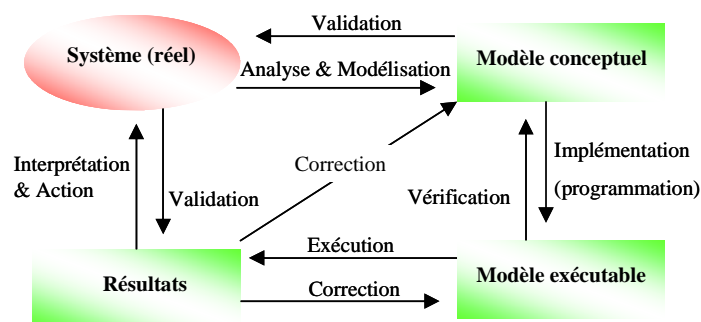 Validation
Système (réel)
Modèle conceptuel
Analyse & Modélisation
Interprétation
& Action
Validation
Correction
Vérification
Implémentation
(programmation)
Exécution
Résultats
Correction
Modèle exécutable